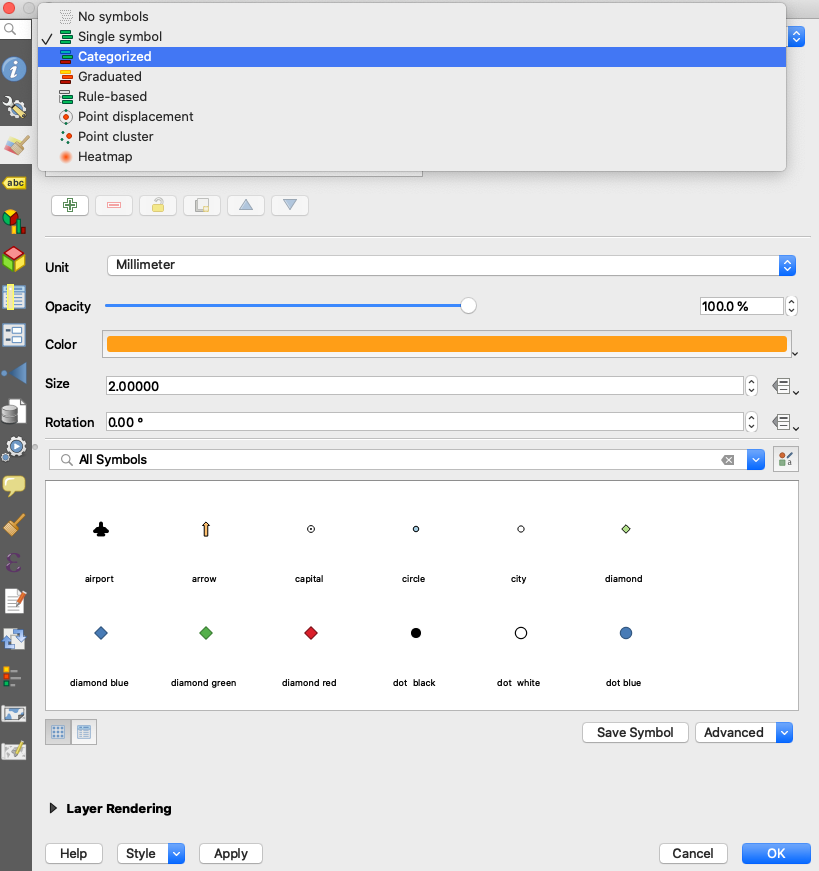 No symbols
Single symbol
Categorized
Graduated
Rule-based
Point displacement
Point cluster
Heatmap
abc
Unit Millimeter
Opacity 100.0 %
Color
Size 2.00000
Rotation 0.00 °
All Symbols
a
airport arrow capital circle city diamond
diamond blue diamond green diamond red dot black dot white dot blue
Save Symbol Advanced
Layer Rendering
Help Style Apply Cancel OK